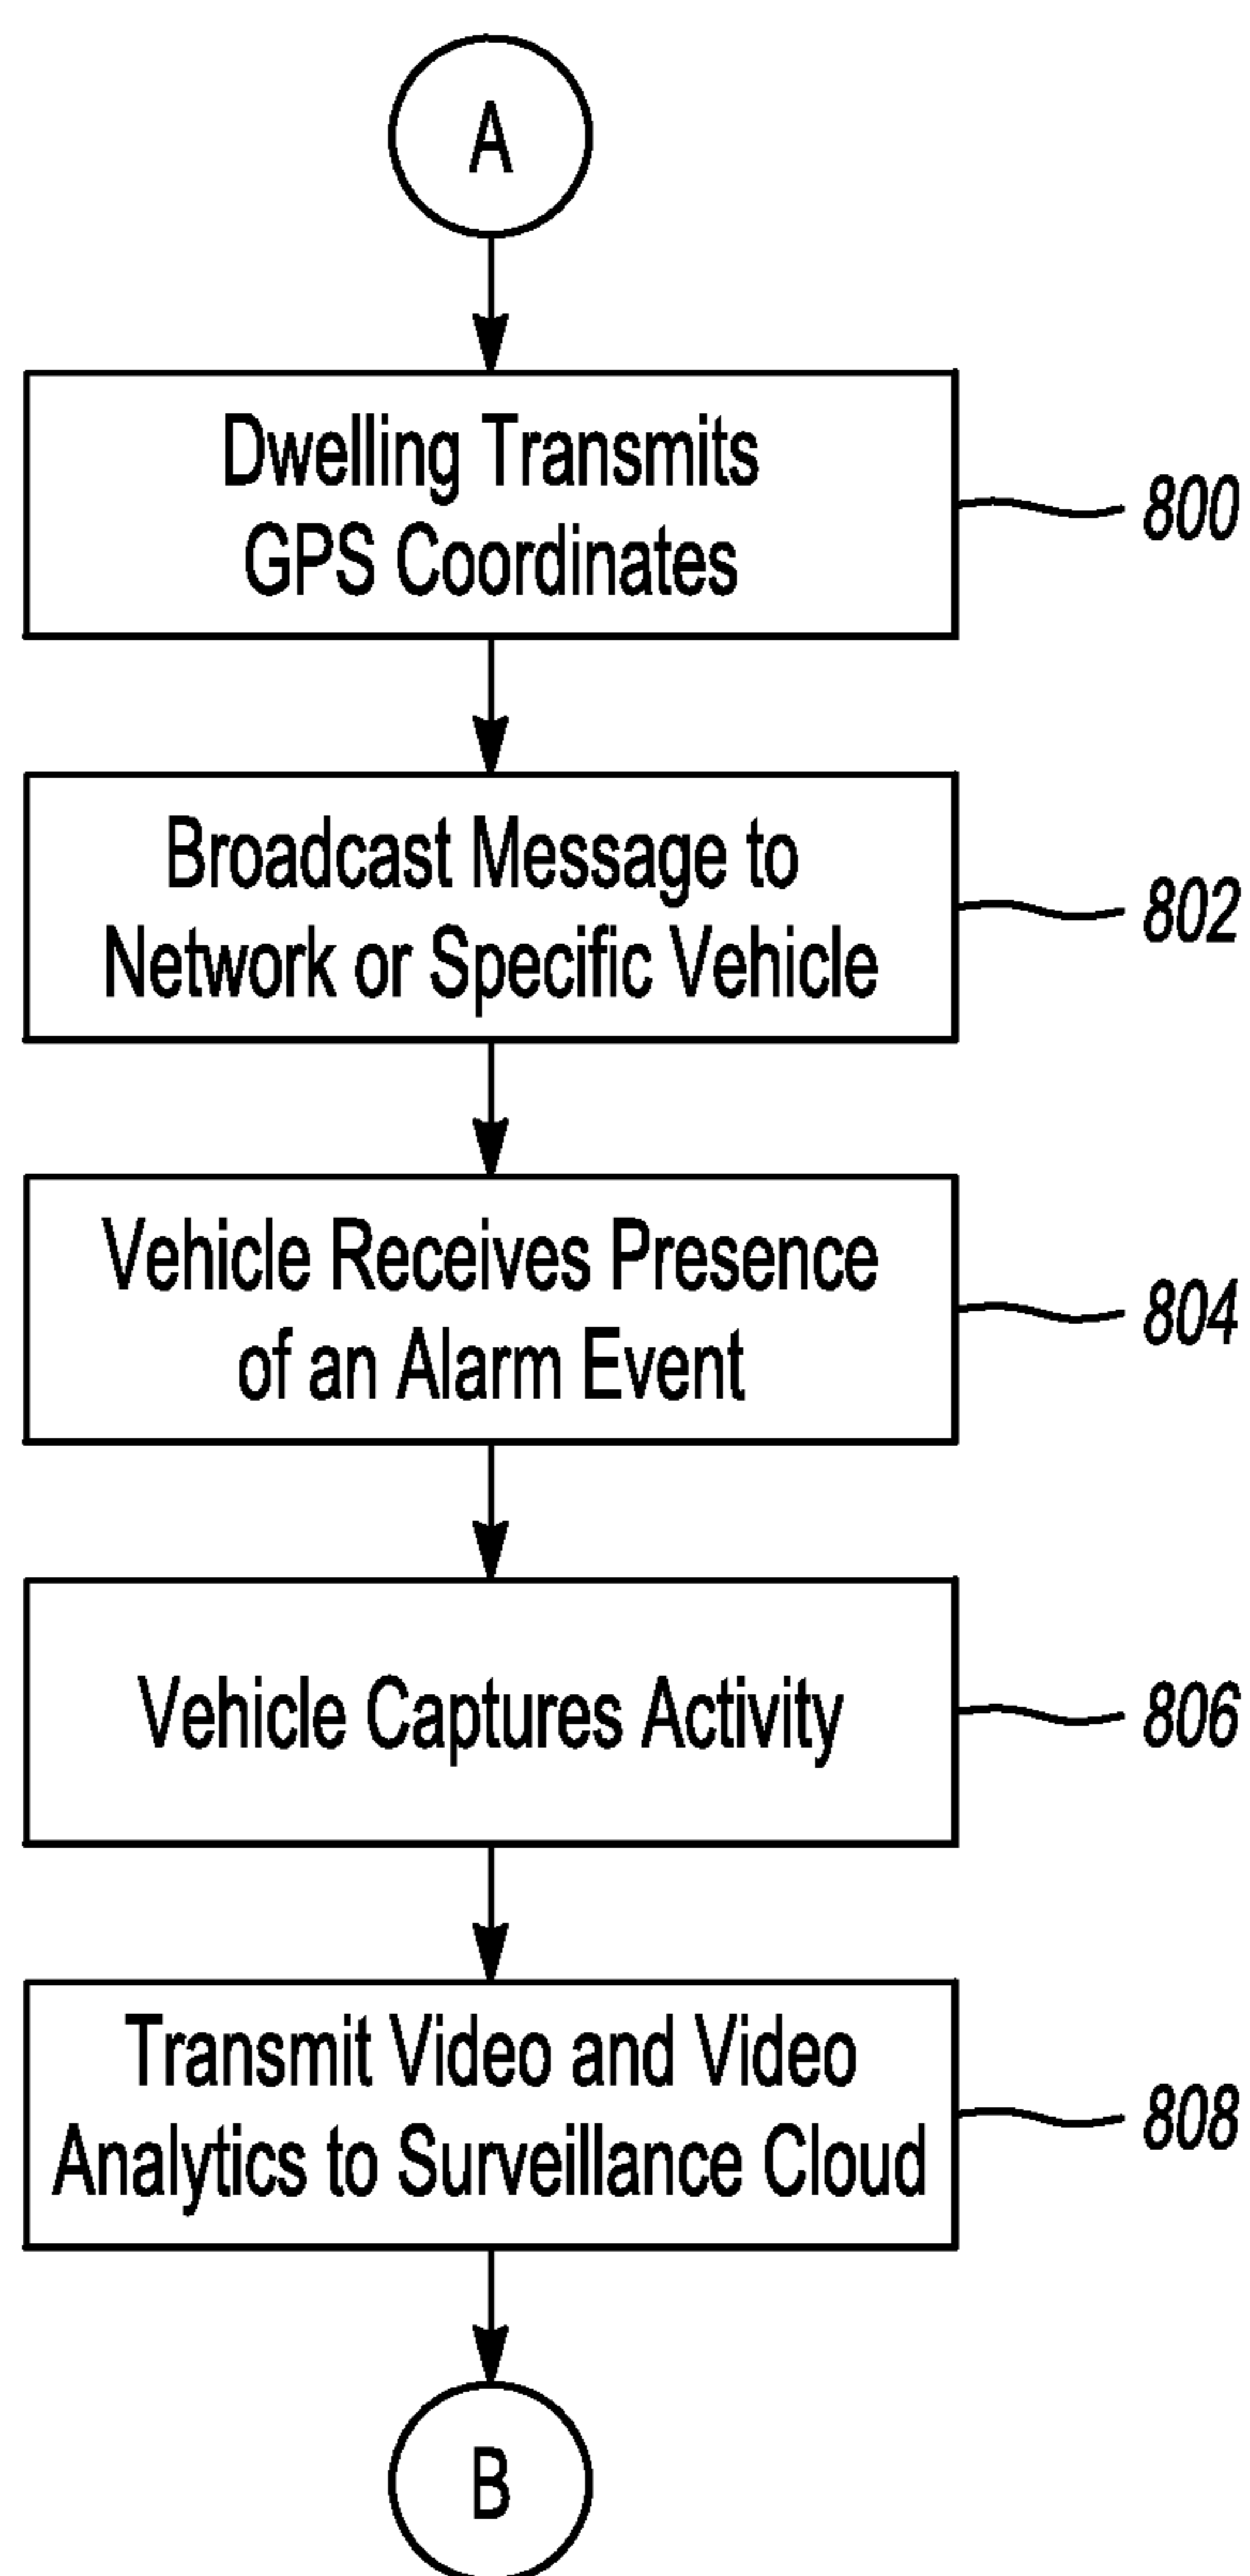 A
Dwelling Transmits
GPS Coordinates
800
Broadcast Message to
Network or Specific Vehicle
802
Vehicle Receives Presence
of an Alarm Event
804
Vehicle Captures Activity
806
Transmit Video and Video
Analytics to Surveillance Cloud
808
B